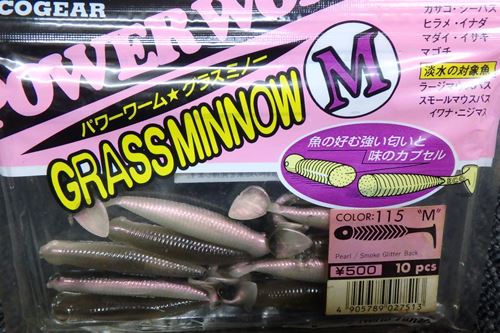 COGEAR
POWER WO
パワーワーム★グラスミノー
GRASS MINNOW
M
カサゴ・シーバス
ヒラメ・イナダ
マダイ・イサキ
マゴチ
淡水の対象魚
ラージマウスバス
スモールマウスバス
イワナ・ニジマス
魚の好む強い匂いと
味のカプセル
COLOR: 115 "M"
Pearl / Smoke Glitter Back
¥500 10 pcs
4 905789 027513